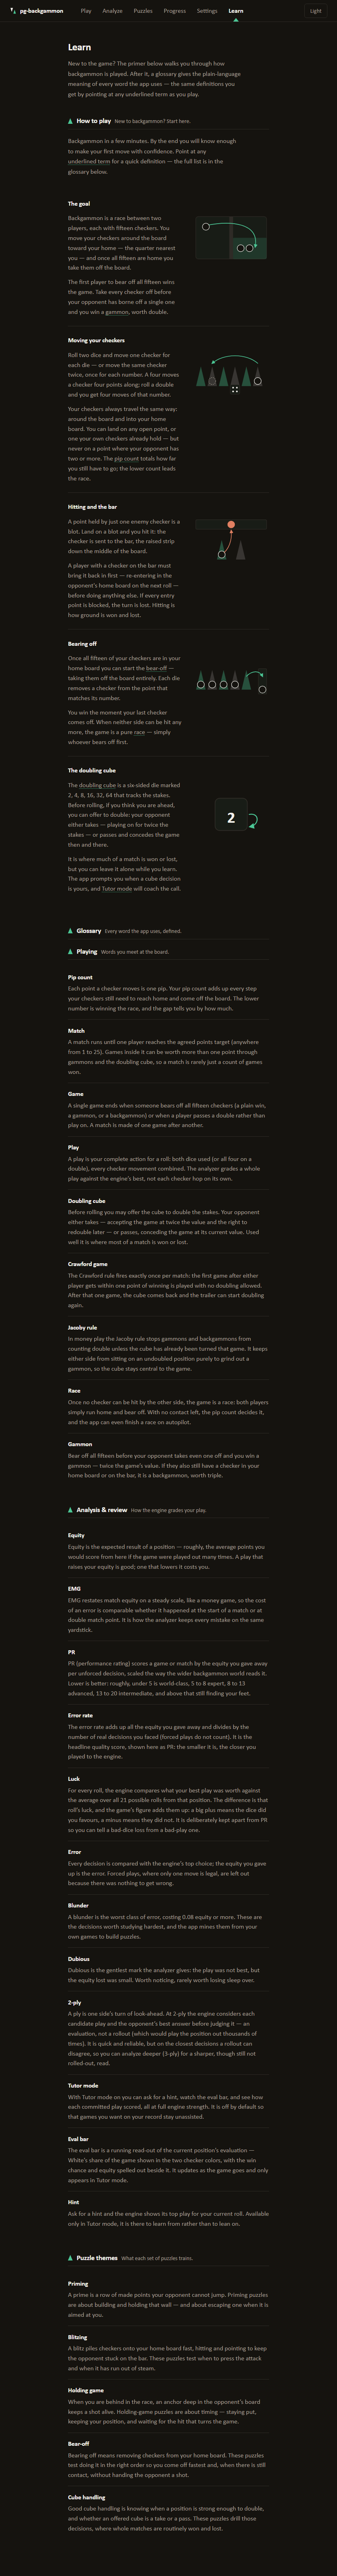 pg-backgammon Play Analyze Puzzles Progress Settings Learn Light
Learn
New to the game? The primer below walks you through how
backgammon is played. After it, a glossary gives the plain-language
meaning of every word the app uses — the same definitions you
get by pointing at any underlined term as you play.
How to play New to backgammon? Start here.
Backgammon in a few minutes. By the end you will know enough
to make your first move with confidence. Point at any
underlined term for a quick definition — the full list is in the
glossary below.
The goal
Backgammon is a race between two
players, each with fifteen checkers. You
move your checkers around the board
toward your home — the quarter nearest
you — and once all fifteen are home you
take them off the board.
The first player to bear off all fifteen wins
the game. Take every checker off before
your opponent has borne off a single one
and you win a gammon, worth double.
Moving your checkers
Roll two dice and move one checker for
each die — or move the same checker
twice, once for each number. A four moves
a checker four points along; roll a double
and you get four moves of that number.
Your checkers always travel the same way:
around the board and into your home
board. You can land on any open point, or
one your own checkers already hold — but
never on a point where your opponent has
two or more. The pip count totals how far
you still have to go; the lower count leads
the race.
Hitting and the bar
A point held by just one enemy checker is a
blot. Land on a blot and you hit it: the
checker is sent to the bar, the raised strip
down the middle of the board.
A player with a checker on the bar must
bring it back in first — re-entering in the
opponent's home board on the next roll —
before doing anything else. If every entry
point is blocked, the turn is lost. Hitting is
how ground is won and lost.
Bearing off
Once all fifteen of your checkers are in your
home board you can start the bear-off —
taking them off the board entirely. Each die
removes a checker from the point that
matches its number.
You win the moment your last checker
comes off. When neither side can be hit any
more, the game is a pure race — simply
whoever bears off first.
The doubling cube
The doubling cube is a six-sided die marked
2, 4, 8, 16, 32, 64 that tracks the stakes.
Before rolling, if you think you are ahead,
you can offer to double: your opponent
either takes — playing on for twice the
stakes — or passes and concedes the game
then and there.
It is where much of a match is won or lost,
but you can leave it alone while you learn.
The app prompts you when a cube decision
is yours, and Tutor mode will coach the call.
2
Glossary Every word the app uses, defined.
Playing Words you meet at the board.
Pip count
Each point a checker moves is one pip. Your pip count adds up every step
your checkers still need to reach home and come off the board. The lower
number is winning the race, and the gap tells you by how much.
Match
A match runs until one player reaches the agreed points target (anywhere
from 1 to 25). Games inside it can be worth more than one point through
gammons and the doubling cube, so a match is rarely just a count of games
won.
Game
A single game ends when someone bears off all fifteen checkers (a plain win,
a gammon, or a backgammon) or when a player passes a double rather than
play on. A match is made of one game after another.
Play
A play is your complete action for a roll: both dice used (or all four on a
double), every checker movement combined. The analyzer grades a whole
play against the engine's best, not each checker hop on its own.
Doubling cube
Before rolling you may offer the cube to double the stakes. Your opponent
either takes — accepting the game at twice the value and the right to
redouble later — or passes, conceding the game at its current value. Used
well it is where most of a match is won or lost.
Crawford game
The Crawford rule fires exactly once per match: the first game after either
player gets within one point of winning is played with no doubling allowed.
After that one game, the cube comes back and the trailer can start doubling
again.
Jacoby rule
In money play the Jacoby rule stops gammons and backgammons from
counting double unless the cube has already been turned that game. It keeps
either side from sitting on an undoubled position purely to grind out a
gammon, so the cube stays central to the game.
Race
Once no checker can be hit by the other side, the game is a race: both players
simply run home and bear off. With no contact left, the pip count decides it,
and the app can even finish a race on autopilot.
Gammon
Bear off all fifteen before your opponent takes even one off and you win a
gammon — twice the game's value. If they also still have a checker in your
home board or on the bar, it is a backgammon, worth triple.
Analysis & review How the engine grades your play.
Equity
Equity is the expected result of a position — roughly, the average points you
would score from here if the game were played out many times. A play that
raises your equity is good; one that lowers it costs you.
EMG
EMG restates match equity on a steady scale, like a money game, so the cost
of an error is comparable whether it happened at the start of a match or at
double match point. It is how the analyzer keeps every mistake on the same
yardstick.
PR
PR (performance rating) scores a game or match by the equity you gave away
per unforced decision, scaled the way the wider backgammon world reads it.
Lower is better: roughly, under 5 is world-class, 5 to 8 expert, 8 to 13
advanced, 13 to 20 intermediate, and above that still finding your feet.
Error rate
The error rate adds up all the equity you gave away and divides by the
number of real decisions you faced (forced plays do not count). It is the
headline quality score, shown here as PR: the smaller it is, the closer you
played to the engine.
Luck
For every roll, the engine compares what your best play was worth against
the average over all 21 possible rolls from that position. The difference is that
roll's luck, and the game's figure adds them up: a big plus means the dice did
you favours, a minus means they did not. It is deliberately kept apart from PR
so you can tell a bad-dice loss from a bad-play one.
Error
Every decision is compared with the engine's top choice; the equity you gave
up is the error. Forced plays, where only one move is legal, are left out
because there was nothing to get wrong.
Blunder
A blunder is the worst class of error, costing 0.08 equity or more. These are
the decisions worth studying hardest, and the app mines them from your
own games to build puzzles.
Dubious
Dubious is the gentlest mark the analyzer gives: the play was not best, but
the equity lost was small. Worth noticing, rarely worth losing sleep over.
2-ply
A ply is one side's turn of look-ahead. At 2-ply the engine considers each
candidate play and the opponent's best answer before judging it — an
evaluation, not a rollout (which would play the position out thousands of
times). It is quick and reliable, but on the closest decisions a rollout can
disagree, so you can analyze deeper (3-ply) for a sharper, though still not
rolled-out, read.
Tutor mode
With Tutor mode on you can ask for a hint, watch the eval bar, and see how
each committed play scored, all at full engine strength. It is off by default so
that games you want on your record stay unassisted.
Eval bar
The eval bar is a running read-out of the current position's evaluation —
White's share of the game shown in the two checker colors, with the win
chance and equity spelled out beside it. It updates as the game goes and only
appears in Tutor mode.
Hint
Ask for a hint and the engine shows its top play for your current roll. Available
only in Tutor mode, it is there to learn from rather than to lean on.
Puzzle themes What each set of puzzles trains.
Priming
A prime is a row of made points your opponent cannot jump. Priming puzzles
are about building and holding that wall — and about escaping one when it is
aimed at you.
Blitzing
A blitz piles checkers onto your home board fast, hitting and pointing to keep
the opponent stuck on the bar. These puzzles test when to press the attack
and when it has run out of steam.
Holding game
When you are behind in the race, an anchor deep in the opponent's board
keeps a shot alive. Holding-game puzzles are about timing — staying put,
keeping your position, and waiting for the hit that turns the game.
Bear-off
Bearing off means removing checkers from your home board. These puzzles
test doing it in the right order so you come off fastest and, when there is still
contact, without handing the opponent a shot.
Cube handling
Good cube handling is knowing when a position is strong enough to double,
and whether an offered cube is a take or a pass. These puzzles drill those
decisions, where whole matches are routinely won and lost.